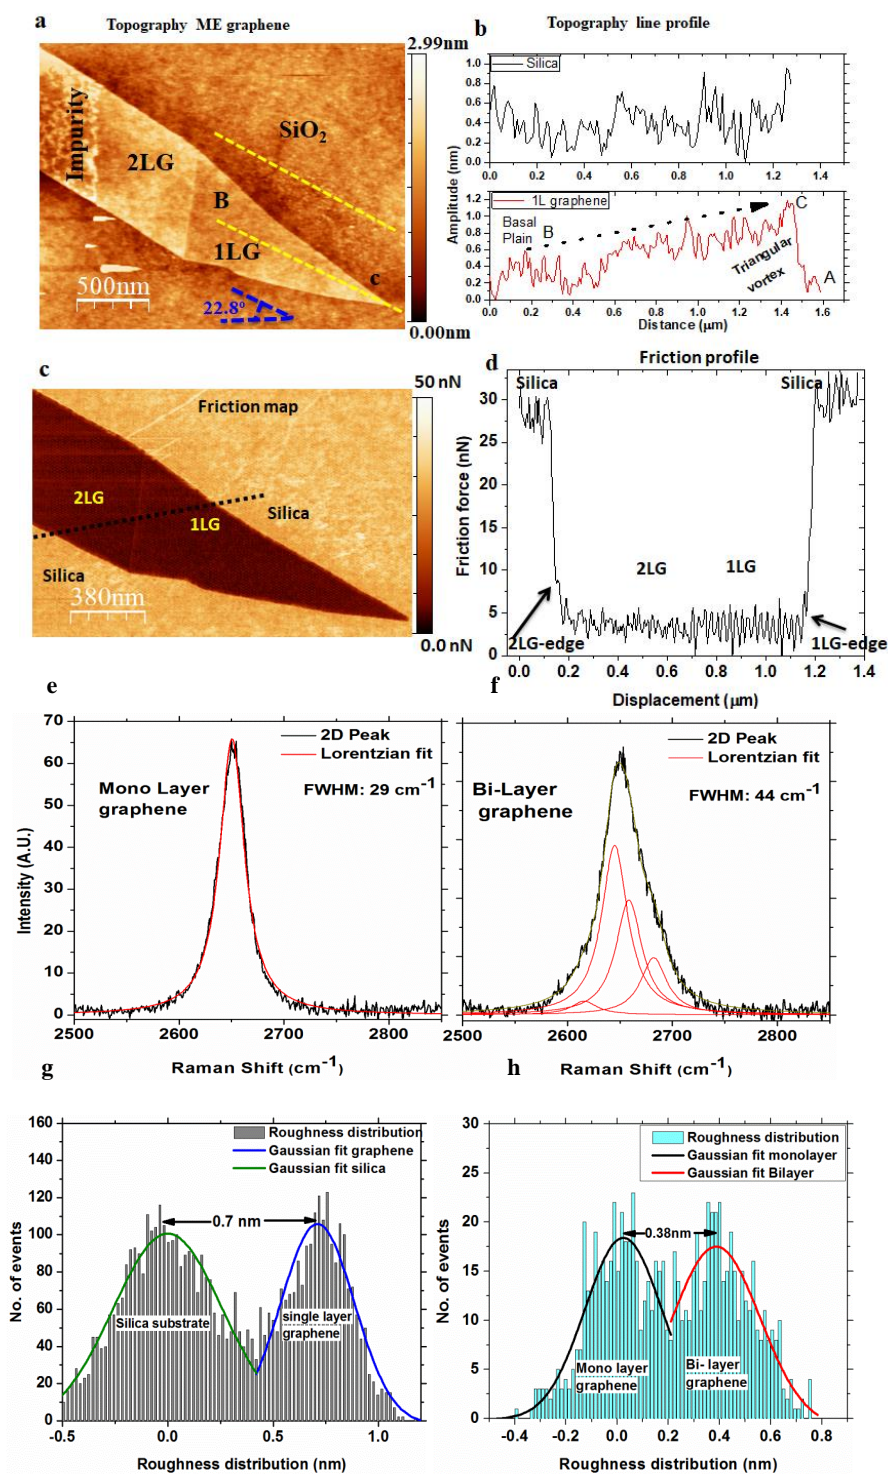 a
Topography ME graphene
2.99nm
Impurity
2LG
SiO2
B
1LG
c
500nm
22.8°
0.00nm
b
Topography line profile
Silica
1.0
0.8
0.6
0.4
0.2
0.0
0.0 0.2 0.4 0.6 0.8 1.0 1.2 1.4
Amplitude (nm)
1L graphene
1.2
1.0
0.8
0.6
0.4
0.2
0.0
Basal
Plain
B
C
Triangular
vortex
A
0.0 0.2 0.4 0.6 0.8 1.0 1.2 1.4 1.6
Distance (μm)
c
50 nN
Friction map
2LG
1LG
Silica
Silica
380nm
0.0 nN
d
Friction profile
Silica
Silica
30
25
20
15
10
5
0
Friction force (nN)
2LG
1LG
2LG-edge
1LG-edge
0.0 0.2 0.4 0.6 0.8 1.0 1.2 1.4
Displacement (μm)
e
70
60
50
40
30
20
10
0
Intensity (A.U.)
2D Peak
Lorentzian fit
Mono Layer
graphene
FWHM: 29 cm-1
2500 2600 2700 2800
Raman Shift (cm-1)
f
2D Peak
Lorentzian fit
Bi-Layer
graphene
FWHM: 44 cm-1
2500 2600 2700 2800
Raman Shift (cm-1)
g
160
140
120
100
80
60
40
20
0
No. of events
Roughness distribution
Gaussian fit graphene
Gaussian fit silica
0.7 nm
Silica substrate
single layer
graphene
-0.5 0.0 0.5 1.0
Roughness distribution (nm)
h
30
25
20
15
10
5
0
No. of events
Roughness distribution
Gaussian fit monolayer
Gaussian fit Bilayer
0.38nm
Mono layer
graphene
Bi- layer
graphene
-0.4 -0.2 0.0 0.2 0.4 0.6 0.8
Roughness distribution (nm)